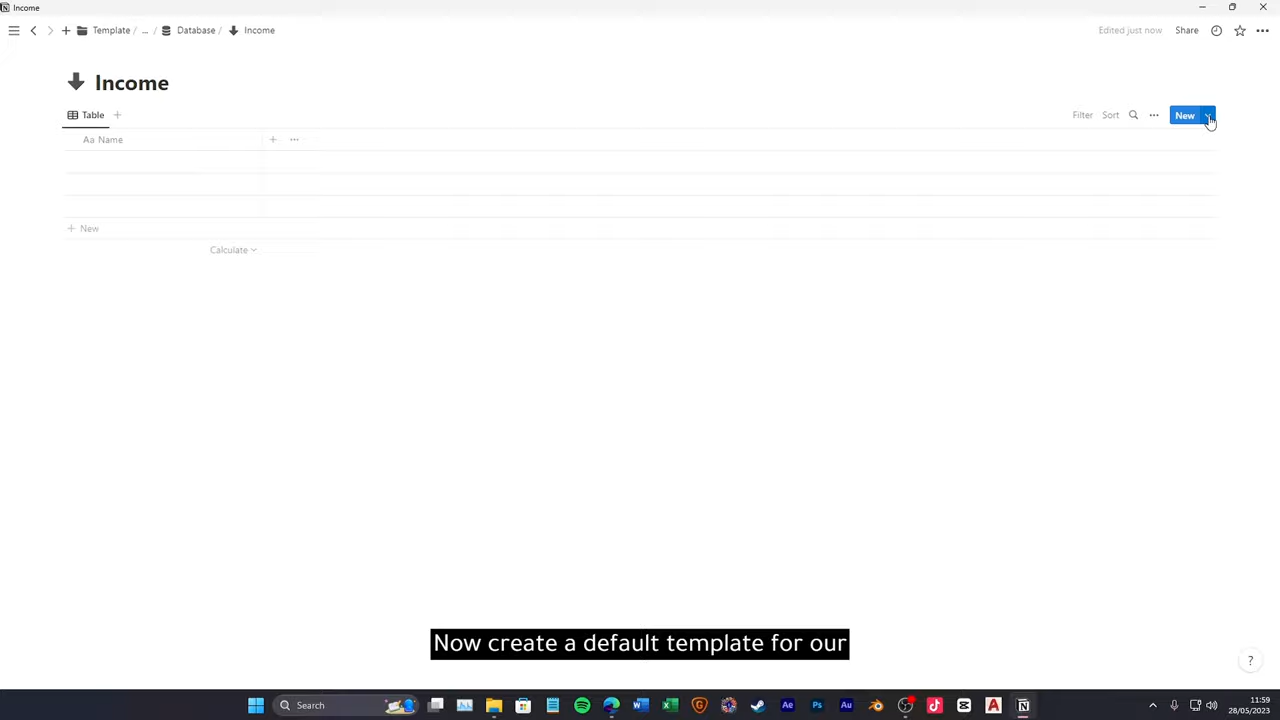 Income
Template / ... / Database / Income
Edited just now Share
Income
Table
Filter Sort New
Aa Name
New
Calculate
Now create a default template for our
?
Search
11:59
28/05/2023